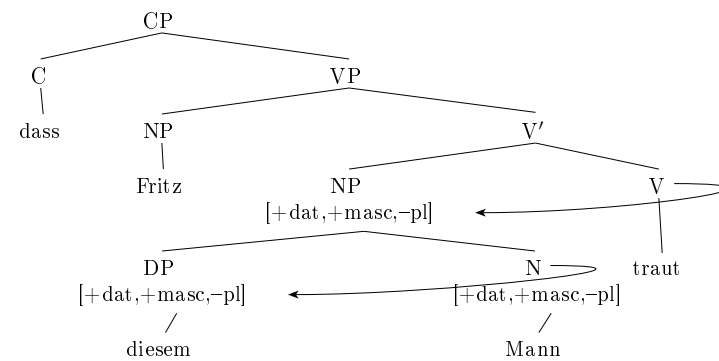 CP
C VP
dass NP V′
Fritz NP V
[+dat,+masc,–pl]
DP N traut
[+dat,+masc,–pl] [+dat,+masc,–pl]
diesem Mann